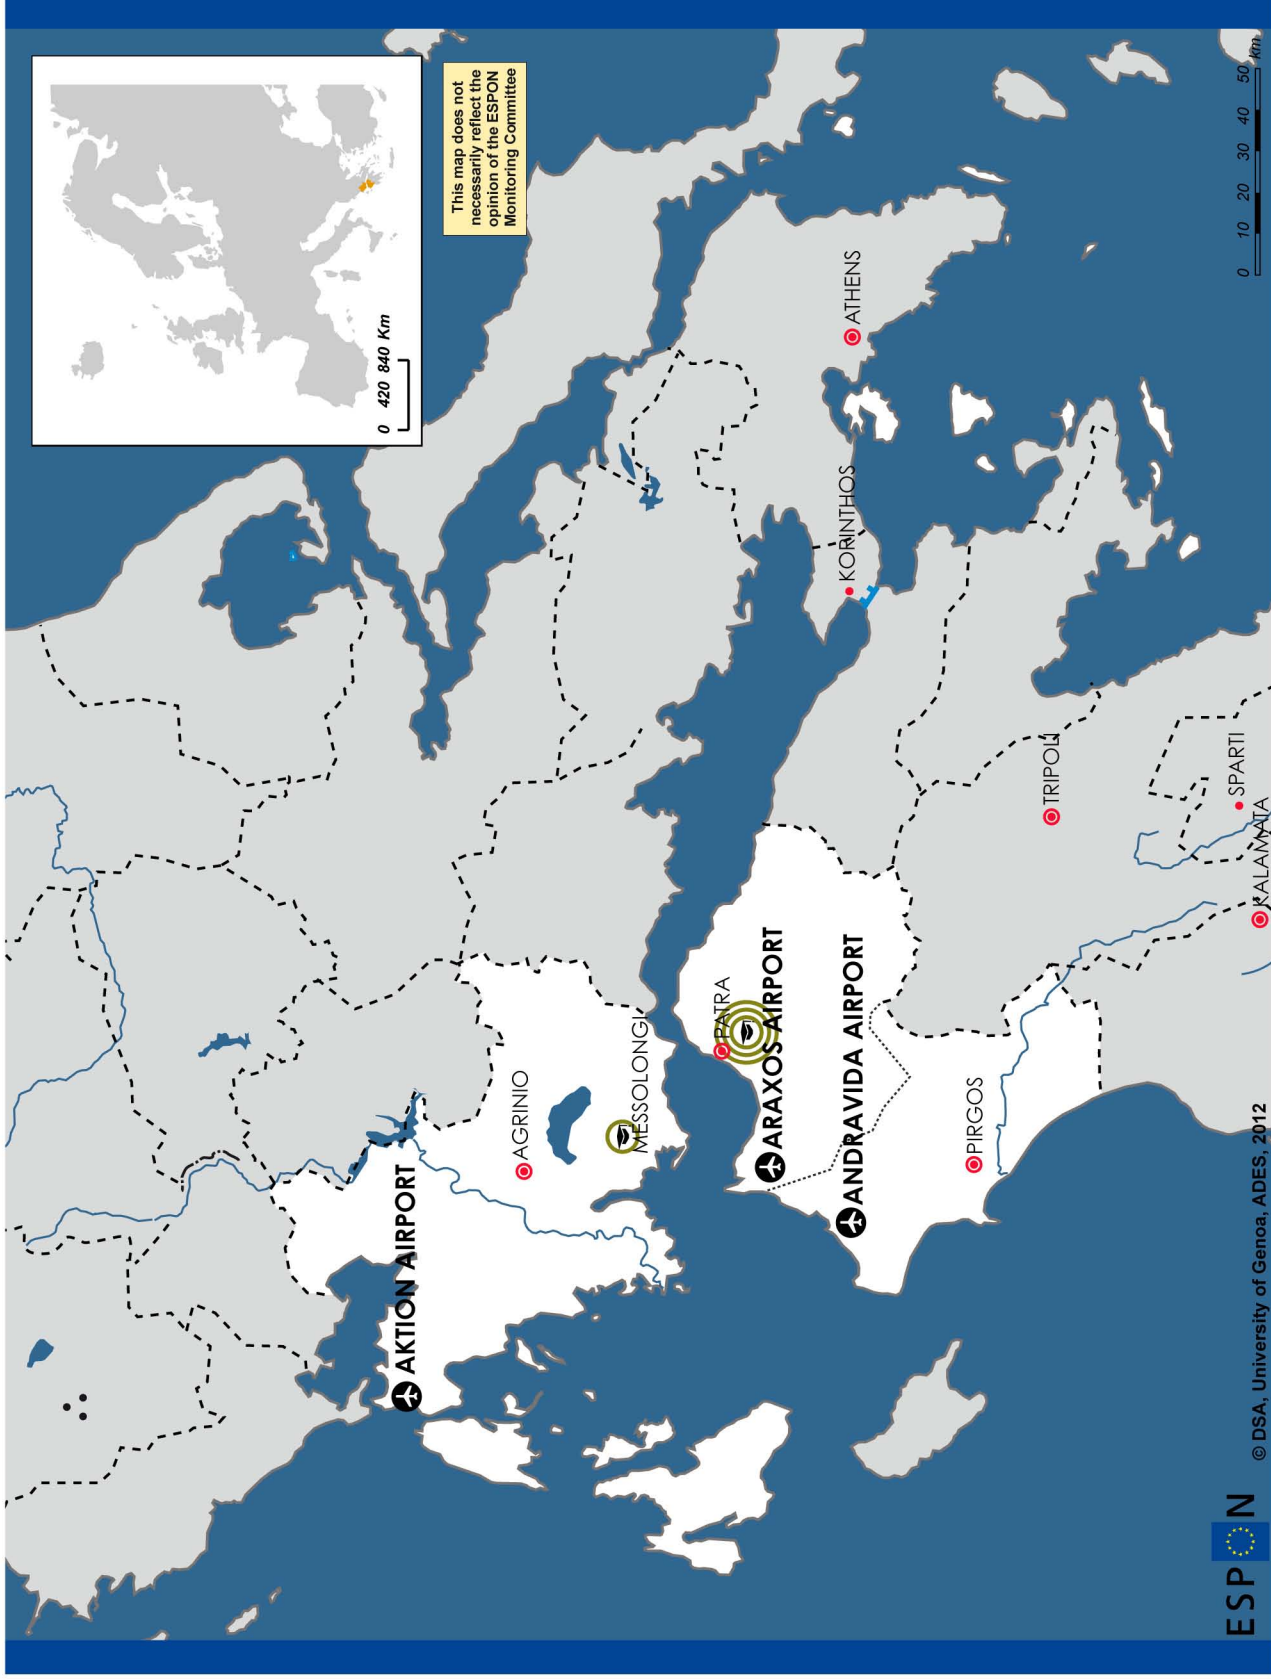 This map does not
necessarily reflect the
opinion of the ESPON
Monitoring Committee
0 420 840 Km
AKTION AIRPORT
AGRINIO
MESSOLONGI
PATRA
ARAXOS AIRPORT
ANDRAVIDA AIRPORT
PIRGOS
KORINTHOS
ATHENS
TRIPOLI
SPARTI
KALAMATA
ESPON
© DSA, University of Genoa, ADES, 2012
0 10 20 30 40 50 km